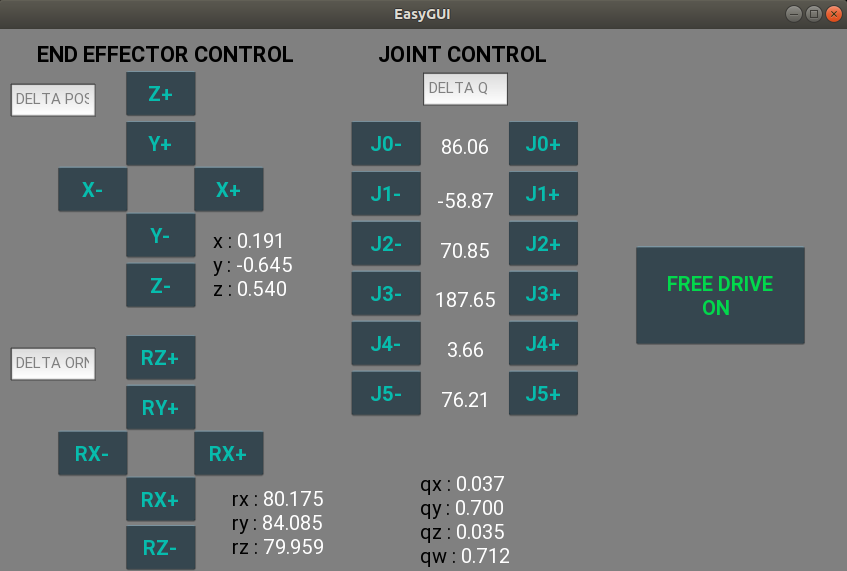 EasyGUI
END EFFECTOR CONTROL
DELTA POS
Z+
Y+
X-
X+
Y-
Z-
x : 0.191
y : -0.645
z : 0.540
DELTA ORN
RZ+
RY+
RX-
RX+
RX+
RZ-
rx : 80.175
ry : 84.085
rz : 79.959
JOINT CONTROL
DELTA Q
J0- 86.06 J0+
J1- -58.87 J1+
J2- 70.85 J2+
J3- 187.65 J3+
J4- 3.66 J4+
J5- 76.21 J5+
qx : 0.037
qy : 0.700
qz : 0.035
qw : 0.712
FREE DRIVE
ON